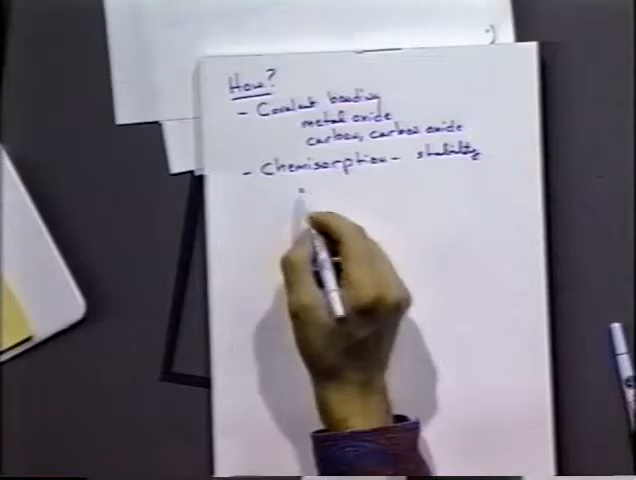 How?
- Covalent bonding
metal oxide
carbon, carbon oxide
- Chemisorption - stability